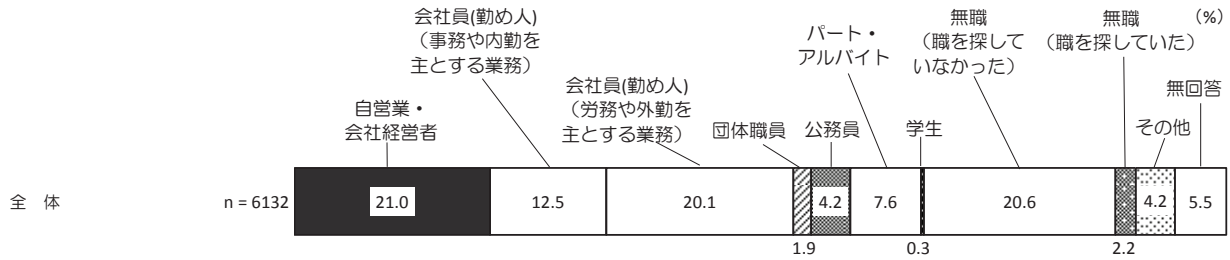 会社員(勤め人)
（事務や内勤を
主とする業務）
会社員(勤め人)
（労務や外勤を
主とする業務）
自営業・
会社経営者
団体職員
公務員
パート・
アルバイト
学生
無職
（職を探して
いなかった）
無職
（職を探していた）
（%）
その他
無回答
全　体
n = 6132
21.0
12.5
20.1
1.9
4.2
7.6
0.3
20.6
2.2
4.2
5.5